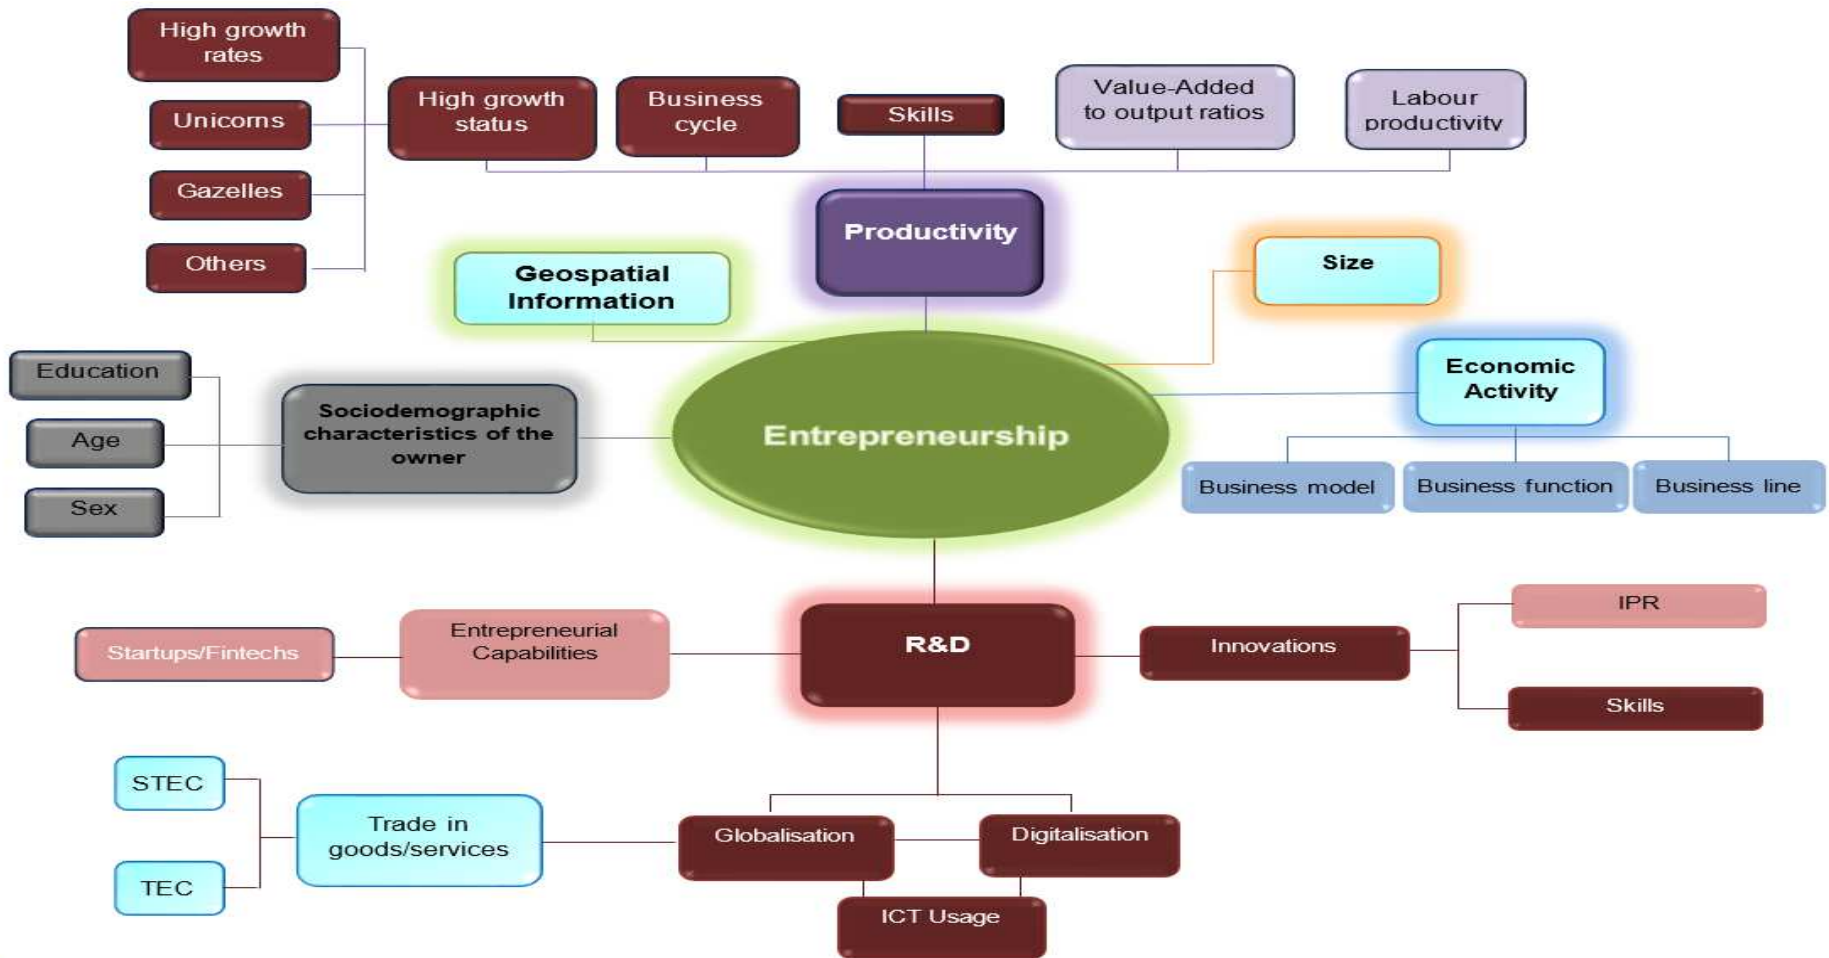 High growth
rates
Unicorns
Gazelles
Others
High growth
status
Business
cycle
Skills
Value-Added
to output ratios
Labour
productivity
Productivity
Geospatial
Information
Size
Economic
Activity
Business model
Business function
Business line
Education
Age
Sex
Sociodemographic
characteristics of the
owner
Entrepreneurship
Startups/Fintechs
Entrepreneurial
Capabilities
R&D
Innovations
IPR
Skills
STEC
TEC
Trade in
goods/services
Globalisation
Digitalisation
ICT Usage